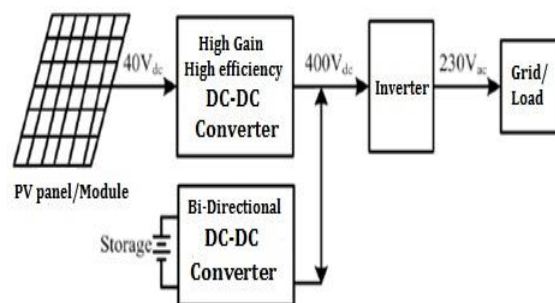 40Vdc
High Gain
High efficiency
DC-DC
Converter
400Vdc
Inverter
230Vac
Grid/
Load
PV panel/Module
Storage
Bi-Directional
DC-DC
Converter